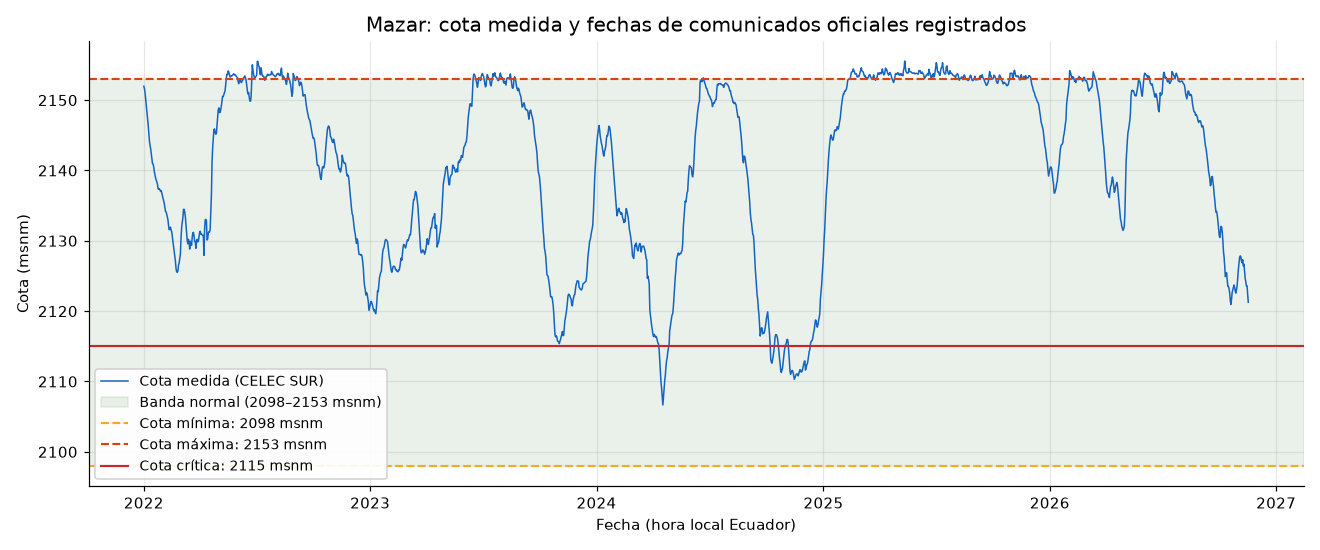 Mazar: cota medida y fechas de comunicados oficiales registrados
Cota (msnm)
2150
2140
2130
2120
2110
2100
Cota medida (CELEC SUR)
Banda normal (2098–2153 msnm)
Cota mínima: 2098 msnm
Cota máxima: 2153 msnm
Cota crítica: 2115 msnm
2022 2023 2024 2025 2026 2027
Fecha (hora local Ecuador)